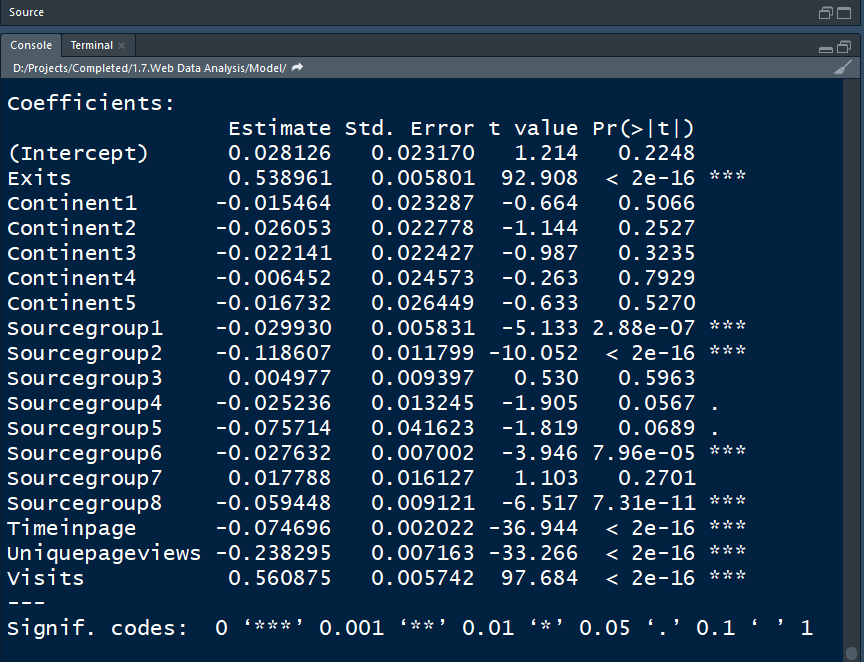 Source
Console Terminal ×
D:/Projects/Completed/1.7.Web Data Analysis/Model/
Coefficients:
Estimate Std. Error t value Pr(>|t|)
(Intercept) 0.028126 0.023170 1.214 0.2248
Exits 0.538961 0.005801 92.908 < 2e-16 ***
Continent1 -0.015464 0.023287 -0.664 0.5066
Continent2 -0.026053 0.022778 -1.144 0.2527
Continent3 -0.022141 0.022427 -0.987 0.3235
Continent4 -0.006452 0.024573 -0.263 0.7929
Continent5 -0.016732 0.026449 -0.633 0.5270
Sourcegroup1 -0.029930 0.005831 -5.133 2.88e-07 ***
Sourcegroup2 -0.118607 0.011799 -10.052 < 2e-16 ***
Sourcegroup3 0.004977 0.009397 0.530 0.5963
Sourcegroup4 -0.025236 0.013245 -1.905 0.0567 .
Sourcegroup5 -0.075714 0.041623 -1.819 0.0689 .
Sourcegroup6 -0.027632 0.007002 -3.946 7.96e-05 ***
Sourcegroup7 0.017788 0.016127 1.103 0.2701
Sourcegroup8 -0.059448 0.009121 -6.517 7.31e-11 ***
Timeinpage -0.074696 0.002022 -36.944 < 2e-16 ***
Uniquepageviews -0.238295 0.007163 -33.266 < 2e-16 ***
Visits 0.560875 0.005742 97.684 < 2e-16 ***
---
Signif. codes: 0 ‘***’ 0.001 ‘**’ 0.01 ‘*’ 0.05 ‘.’ 0.1 ‘ ’ 1